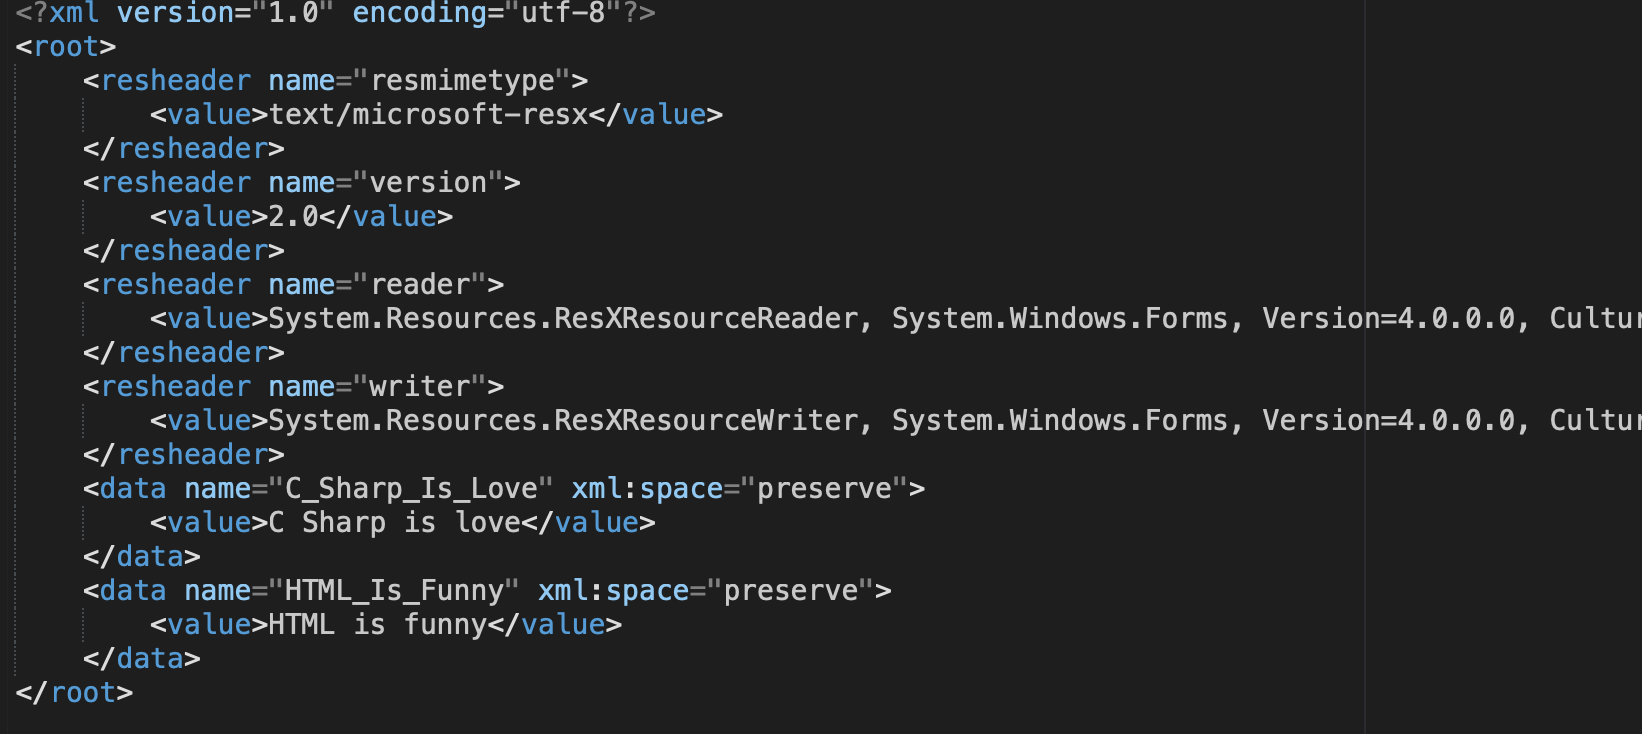 <?xml version="1.0" encoding="utf-8"?>
<root>
    <resheader name="resmimetype">
        <value>text/microsoft-resx</value>
    </resheader>
    <resheader name="version">
        <value>2.0</value>
    </resheader>
    <resheader name="reader">
        <value>System.Resources.ResXResourceReader, System.Windows.Forms, Version=4.0.0.0, Cultur
    </resheader>
    <resheader name="writer">
        <value>System.Resources.ResXResourceWriter, System.Windows.Forms, Version=4.0.0.0, Cultur
    </resheader>
    <data name="C_Sharp_Is_Love" xml:space="preserve">
        <value>C Sharp is love</value>
    </data>
    <data name="HTML_Is_Funny" xml:space="preserve">
        <value>HTML is funny</value>
    </data>
</root>